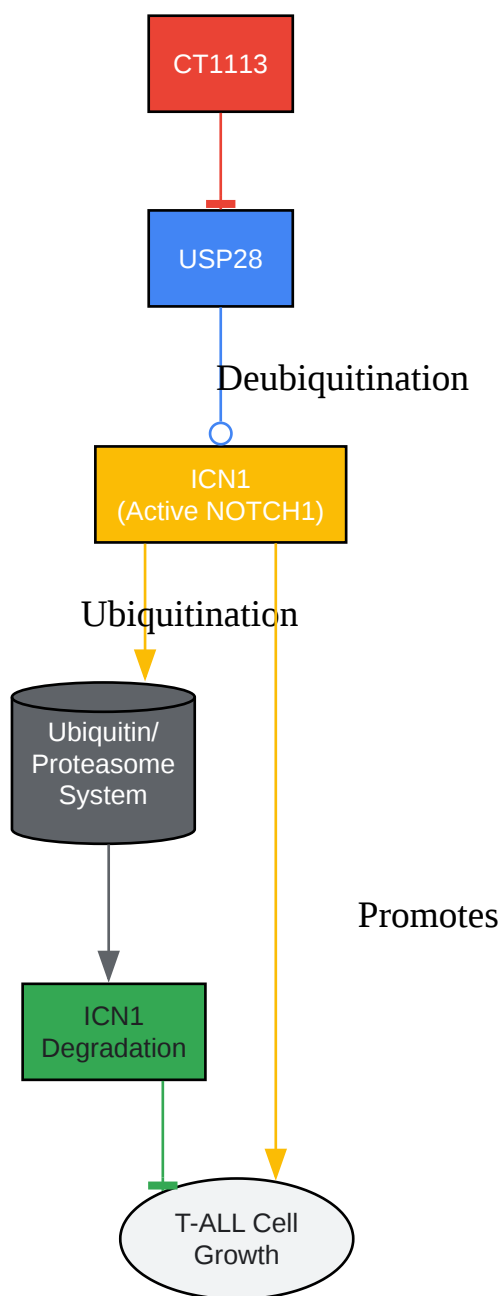 CT1113
USP28
Deubiquitination
ICN1
(Active NOTCH1)
Ubiquitination
Ubiquitin/
Proteasome
System
Promotes
ICN1
Degradation
T-ALL Cell
Growth